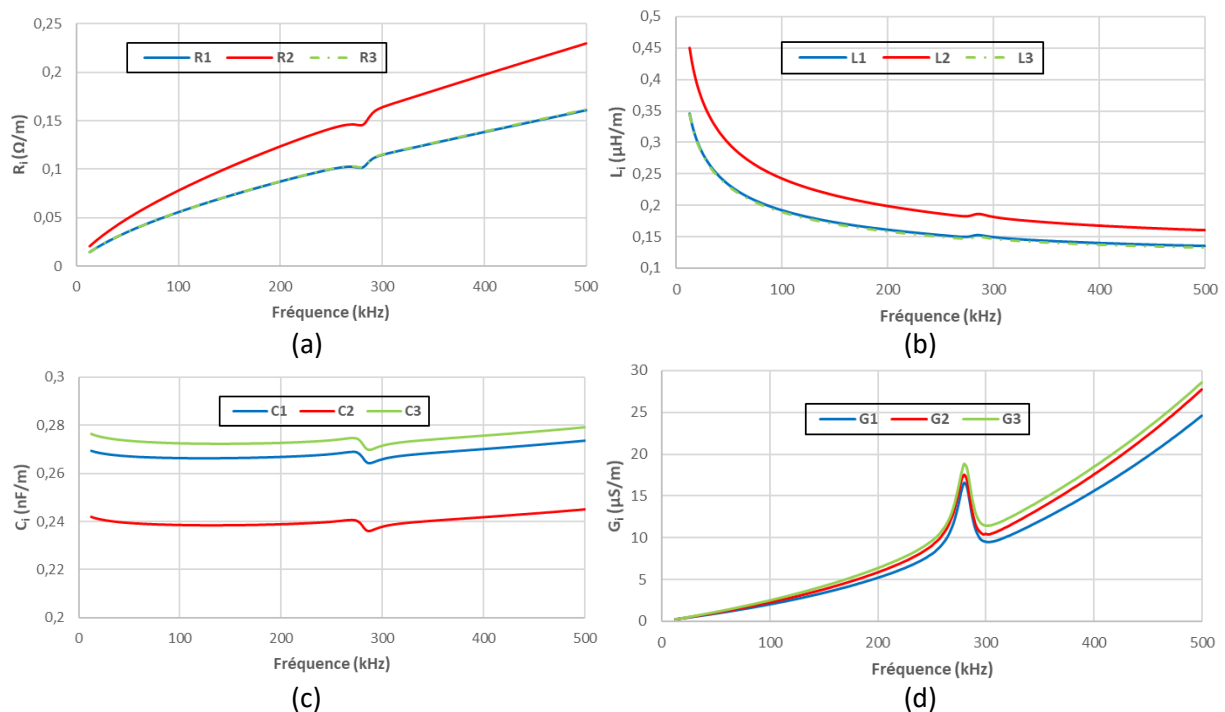 0,25
0,2
0,15
0,1
0,05
0
R1 R2 R3
R_i (Ω/m)
0 100 200 300 400 500
Fréquence (kHz)
(a)
0,5
0,45
0,4
0,35
0,3
0,25
0,2
0,15
0,1
L1 L2 L3
L_i (µH/m)
0 100 200 300 400 500
Fréquence (kHz)
(b)
0,3
0,28
0,26
0,24
0,22
0,2
C1 C2 C3
C_i (nF/m)
0 100 200 300 400 500
Fréquence (kHz)
(c)
30
25
20
15
10
5
0
G1 G2 G3
G_i (µS/m)
0 100 200 300 400 500
Fréquence (kHz)
(d)